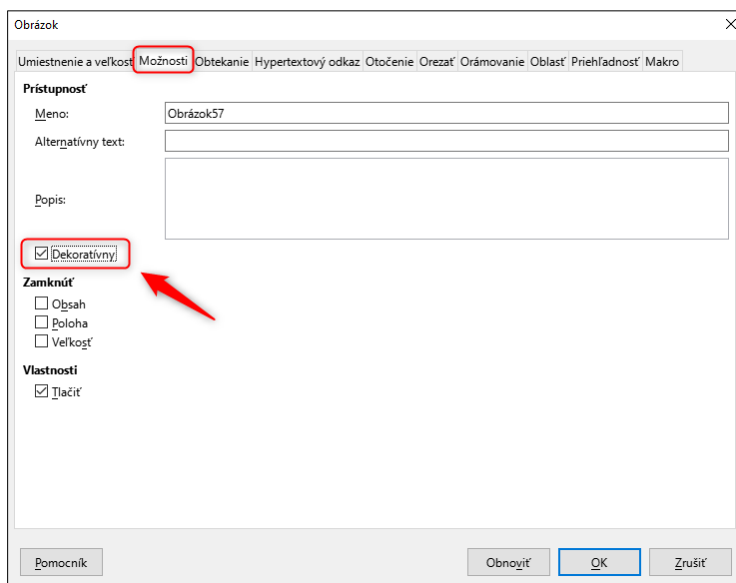 Obrázok
Umiestnenie a veľkosť Možnosti Obtekanie Hypertextový odkaz Otočenie Orezať Orámovanie Oblasť Priehľadnosť Makro
Prístupnosť
Meno: Obrázok57
Alternatívny text:
Popis:
Dekoratívny
Zamknúť
Obsah
Poloha
Veľkosť
Vlastnosti
Tlačiť
Pomocník Obnoviť OK Zrušiť